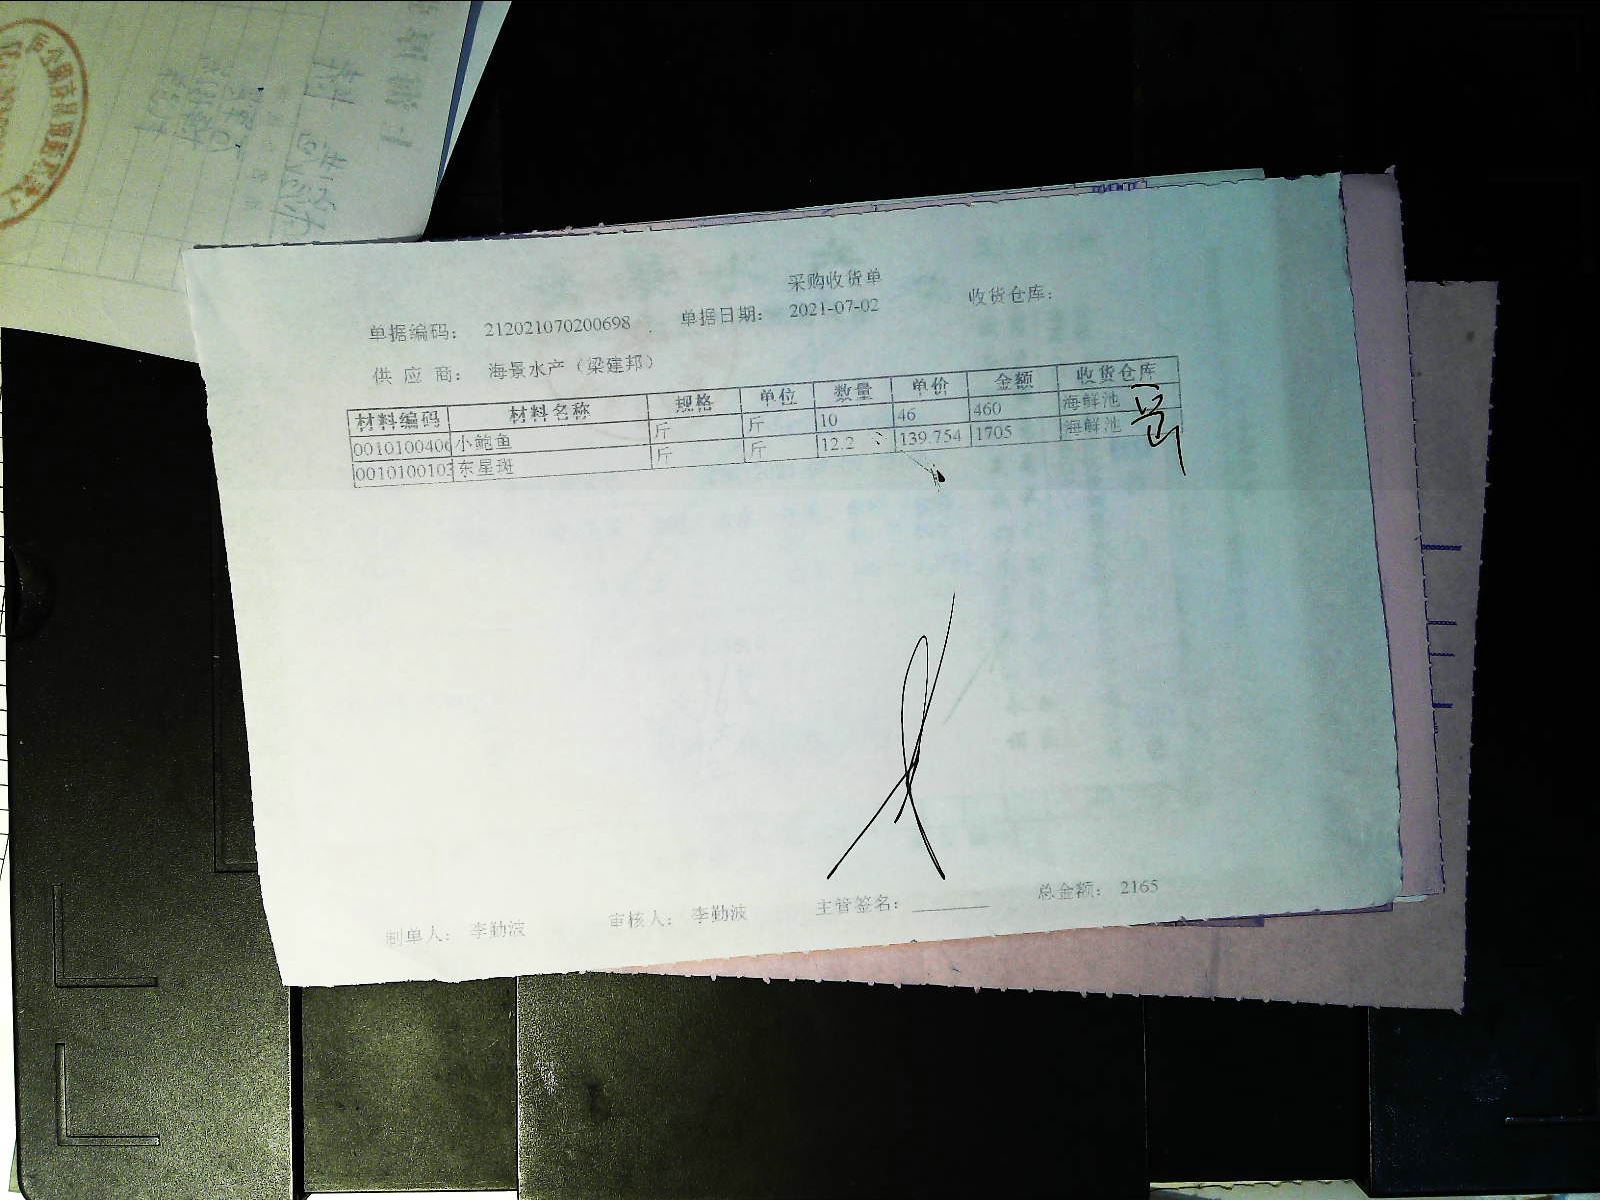 采购收货单
单据编码： 212021070200698 单据日期： 2021-07-02 收货仓库：
供 应 商： 海景水产（梁建邦）
材料编码 材料名称 规格 单位 数量 单价 金额 收货仓库
0010100400 小鲍鱼 斤 斤 10 46 460 海鲜池
0010100103 东星斑 斤 斤 12.2 139.754 1705 海鲜池
制单人： 李勤波 审核人： 李勤波 主管签名： 总金额： 2165